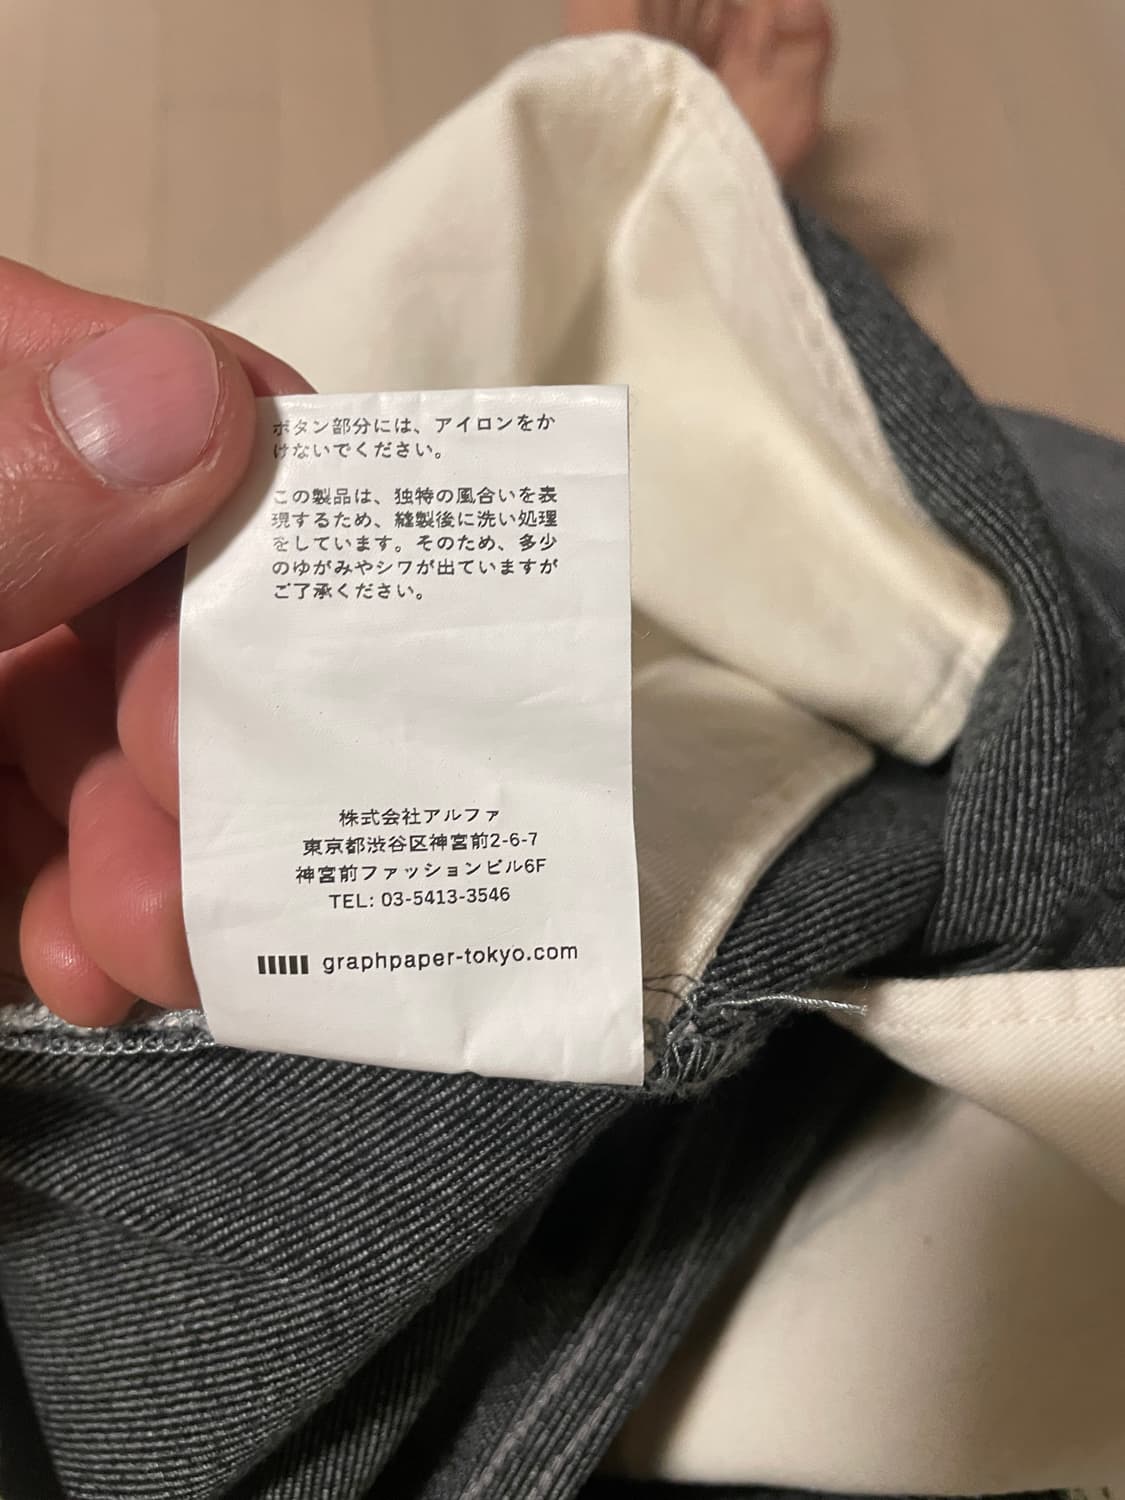 ボタン部分には、アイロンをか
けないでください。
この製品は、独特の風合いを表
現するため、縫製後に洗い処理
をしています。そのため、多少
のゆがみやシワが出ていますが
ご了承ください。
株式会社アルファ
東京都渋谷区神宮前2-6-7
神宮前ファッションビル6F
TEL: 03-5413-3546
graphpaper-tokyo.com